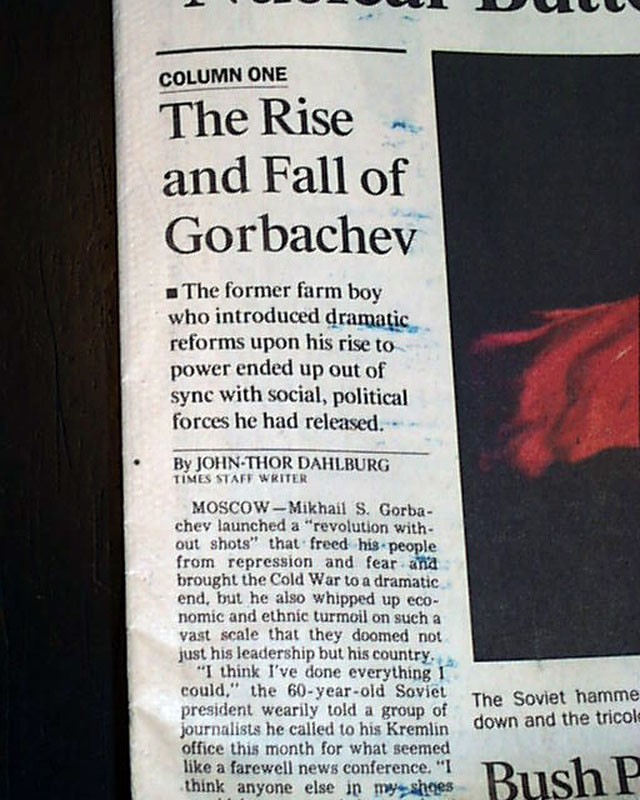 Nuclear
COLUMN ONE
The Rise
and Fall of
Gorbachev
■ The former farm boy
who introduced dramatic
reforms upon his rise to
power ended up out of
sync with social, political
forces he had released.
By JOHN-THOR DAHLBURG
TIMES STAFF WRITER
MOSCOW—Mikhail S. Gorba-
chev launched a "revolution with-
out shots" that freed his people
from repression and fear and
brought the Cold War to a dramatic
end, but he also whipped up eco-
nomic and ethnic turmoil on such a
vast scale that they doomed not
just his leadership but his country.
"I think I've done everything I
could," the 60-year-old Soviet
president wearily told a group of
journalists he called to his Kremlin
office this month for what seemed
like a farewell news conference. "I
think anyone else in my shoes
The Soviet hamme
down and the tricol
Bush P